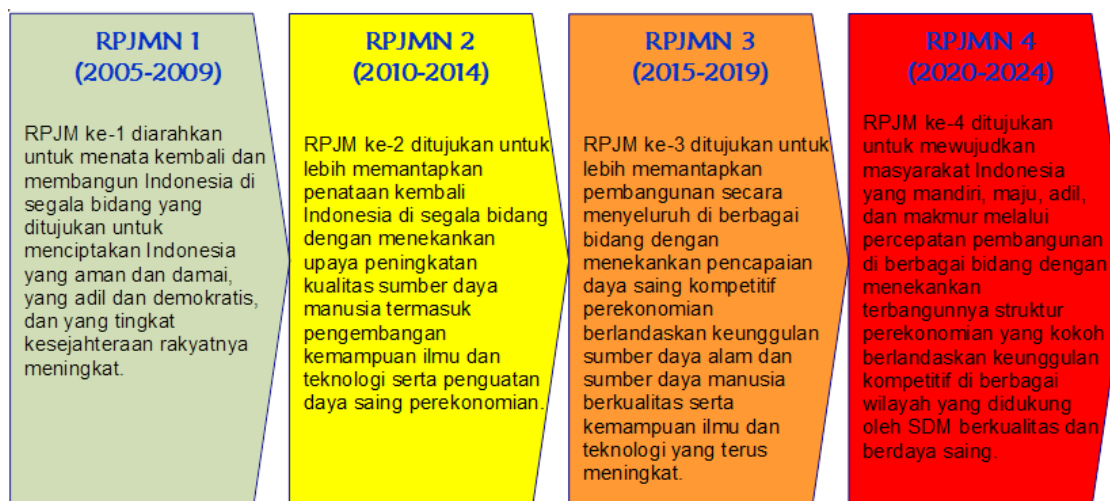 RPJMN 1
(2005-2009)
RPJM ke-1 diarahkan
untuk menata kembali dan
membangun Indonesia di
segala bidang yang
ditujukan untuk
menciptakan Indonesia
yang aman dan damai,
yang adil dan demokratis,
dan yang tingkat
kesejahteraan rakyatnya
meningkat.
RPJMN 2
(2010-2014)
RPJM ke-2 ditujukan untuk
lebih memantapkan
penataan kembali
Indonesia di segala bidang
dengan menekankan
upaya peningkatan
kualitas sumber daya
manusia termasuk
pengembangan
kemampuan ilmu dan
teknologi serta penguatan
daya saing perekonomian.
RPJMN 3
(2015-2019)
RPJM ke-3 ditujukan untuk
lebih memantapkan
pembangunan secara
menyeluruh di berbagai
bidang dengan
menekankan pencapaian
daya saing kompetitif
perekonomian
berlandaskan keunggulan
sumber daya alam dan
sumber daya manusia
berkualitas serta
kemampuan ilmu dan
teknologi yang terus
meningkat.
RPJMN 4
(2020-2024)
RPJM ke-4 ditujukan
untuk mewujudkan
masyarakat Indonesia
yang mandiri, maju, adil,
dan makmur melalui
percepatan pembangunan
di berbagai bidang dengan
menekankan
terbangunnya struktur
perekonomian yang kokoh
berlandaskan keunggulan
kompetitif di berbagai
wilayah yang didukung
oleh SDM berkualitas dan
berdaya saing.